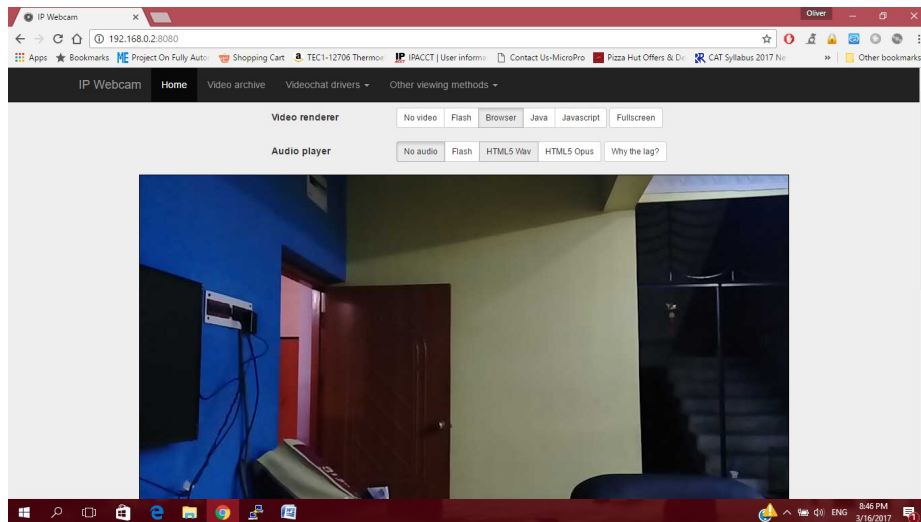 IP Webcam
Oliver
192.168.0.2:8080
Apps Bookmarks Project On Fully Auto Shopping Cart TEC1-12706 Thermoe IPACCT | User informa Contact Us-MicroPro Pizza Hut Offers & De CAT Syllabus 2017 Ne » Other bookmarks
IP Webcam Home Video archive Videochat drivers Other viewing methods
Video renderer No video Flash Browser Java Javascript Fullscreen
Audio player No audio Flash HTML5 Wav HTML5 Opus Why the lag?
ENG 8:46 PM
3/16/2017